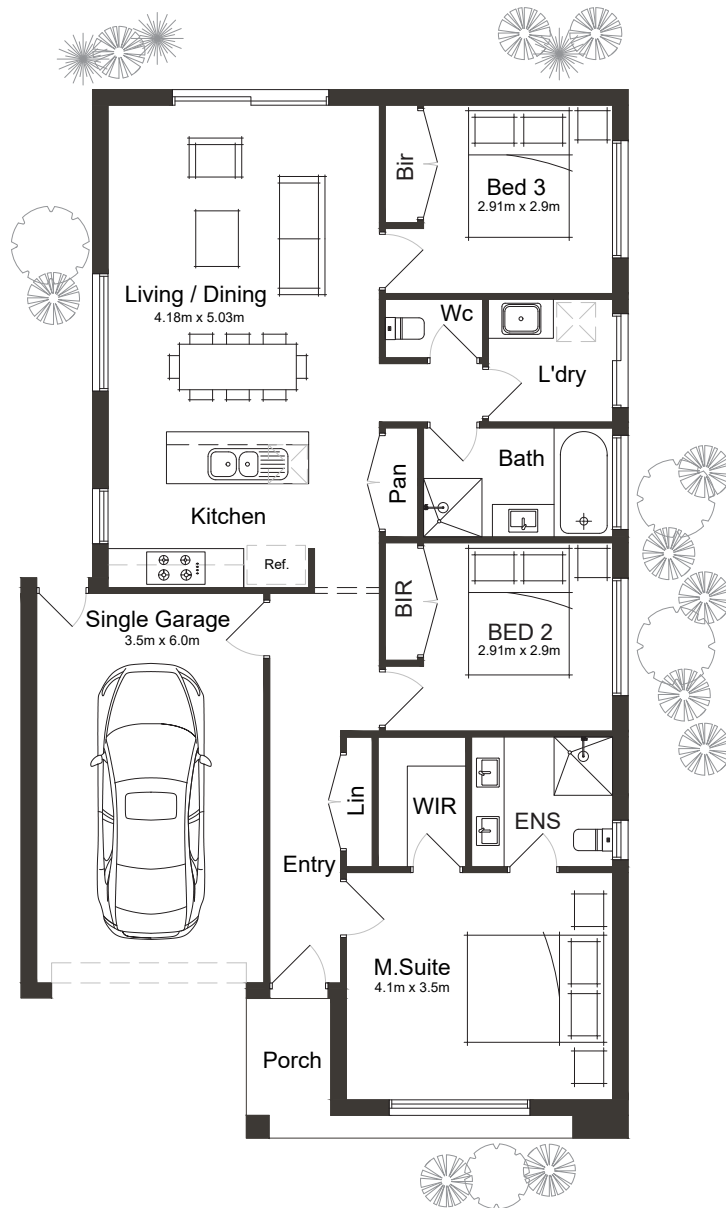 Bir
Bed 3
2.91m x 2.9m
Living / Dining
4.18m x 5.03m
Wc
L'dry
Bath
Pan
Kitchen
Ref.
Single Garage
3.5m x 6.0m
BIR
BED 2
2.91m x 2.9m
Lin
WIR
ENS
Entry
M.Suite
4.1m x 3.5m
Porch